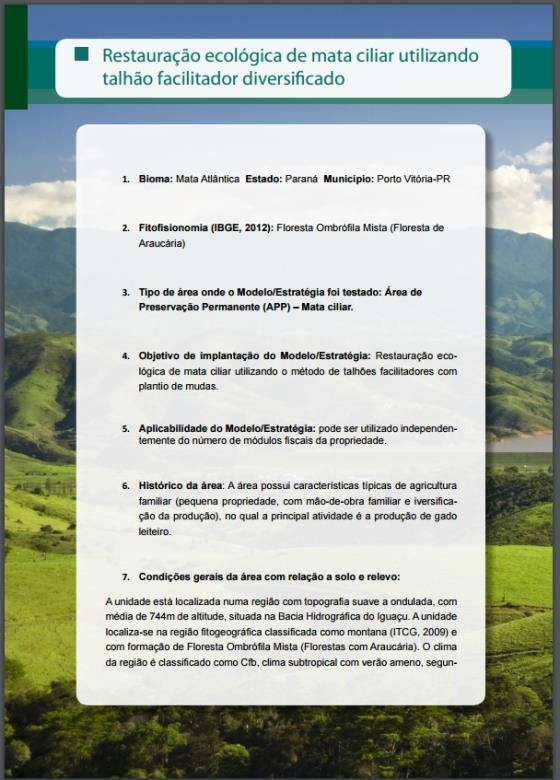 Restauração ecológica de mata ciliar utilizando
talhão facilitador diversificado
1. Bioma: Mata Atlântica Estado: Paraná Município: Porto Vitória-PR
2. Fitofisionomia (IBGE, 2012): Floresta Ombrófila Mista (Floresta de
Araucária)
3. Tipo de área onde o Modelo/Estratégia foi testado: Área de
Preservação Permanente (APP) – Mata ciliar.
4. Objetivo de implantação do Modelo/Estratégia: Restauração eco-
lógica de mata ciliar utilizando o método de talhões facilitadores com
plantio de mudas.
5. Aplicabilidade do Modelo/Estratégia: pode ser utilizado independen-
temente do número de módulos fiscais da propriedade.
6. Histórico da área: A área possui características típicas de agricultura
familiar (pequena propriedade, com mão-de-obra familiar e iversifica-
ção da produção), no qual a principal atividade é a produção de gado
leiteiro.
7. Condições gerais da área com relação a solo e relevo:
A unidade está localizada numa região com topografia suave a ondulada, com
média de 744m de altitude, situada na Bacia Hidrográfica do Iguaçu. A unidade
localiza-se na região fitogeográfica classificada como montana (ITCG, 2009) e
com formação de Floresta Ombrófila Mista (Florestas com Araucária). O clima
da região é classificado como Cfb, clima subtropical com verão ameno, segun-